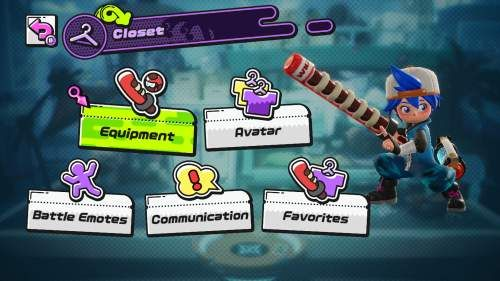 Closet
Equipment
Avatar
Battle Emotes
Communication
Favorites